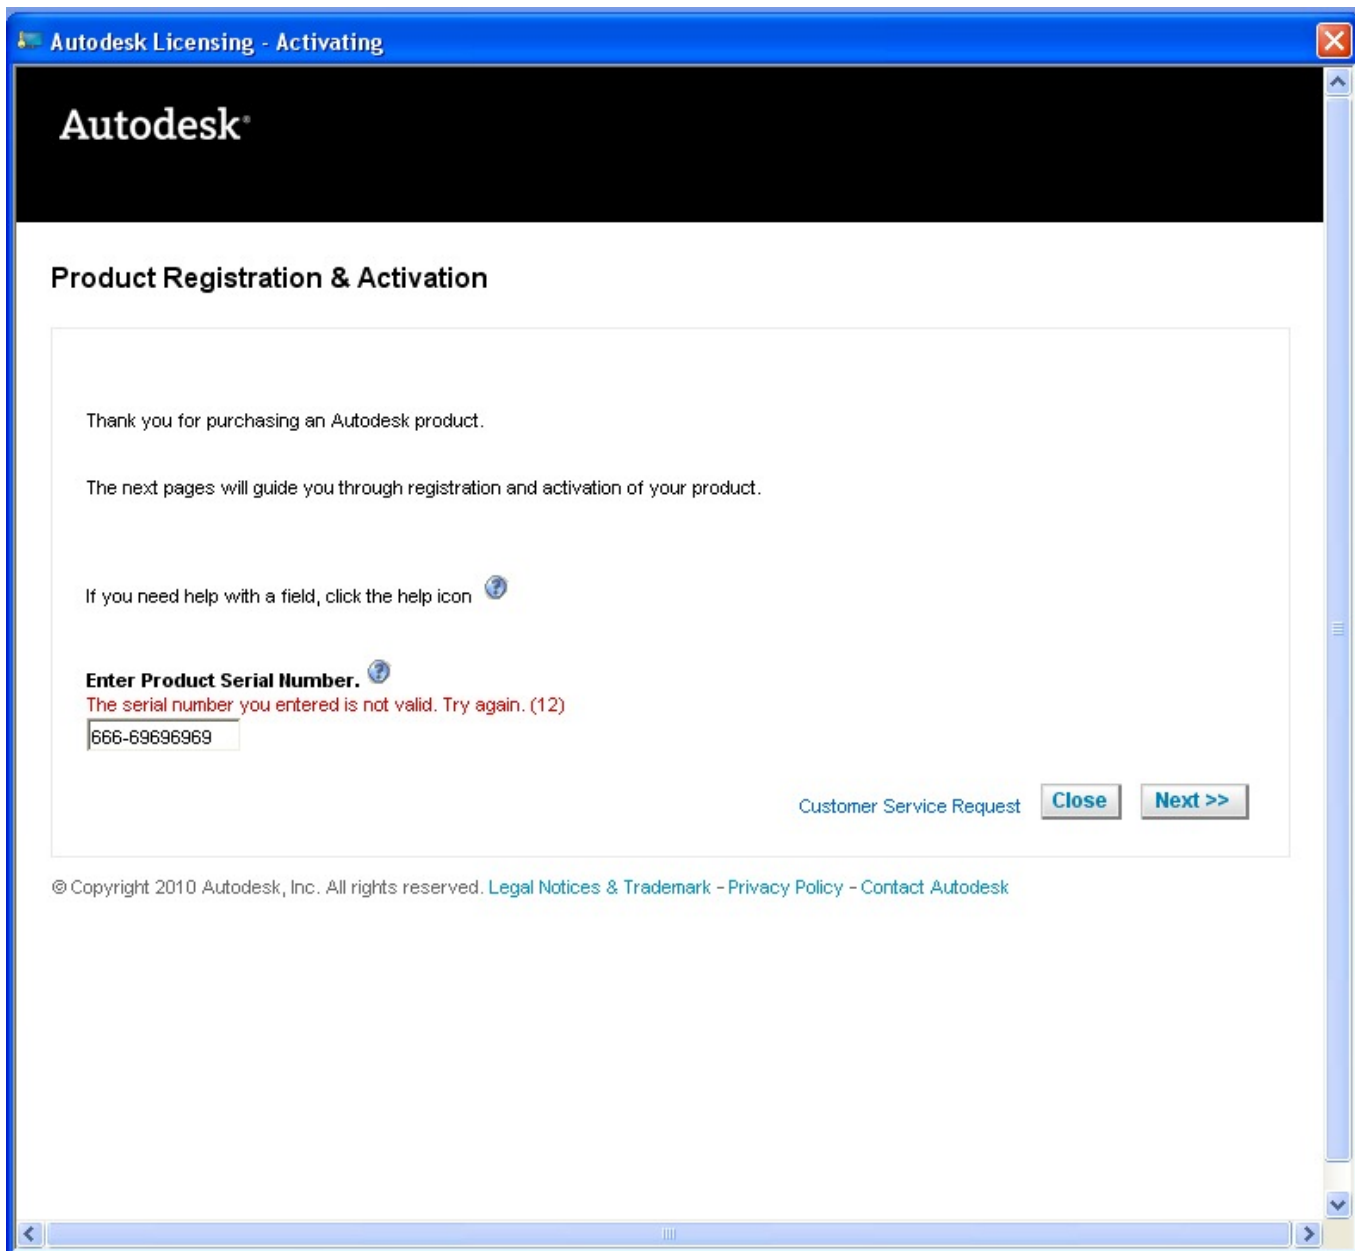 Autodesk Licensing - Activating
Autodesk®
Product Registration & Activation
Thank you for purchasing an Autodesk product.
The next pages will guide you through registration and activation of your product.
If you need help with a field, click the help icon ?
Enter Product Serial Number. ?
The serial number you entered is not valid. Try again. (12)
666-69696969
Customer Service Request Close Next >>
© Copyright 2010 Autodesk, Inc. All rights reserved. Legal Notices & Trademark - Privacy Policy - Contact Autodesk